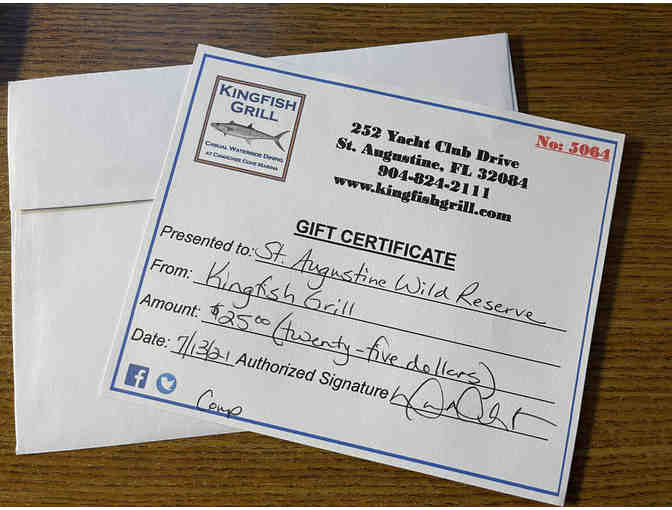 KINGFISH
GRILL
CASUAL WATERSIDE DINING
AT CAMACHEE COVE MARINA
252 Yacht Club Drive
St. Augustine, FL 32084
904-824-2111
www.kingfishgrill.com
No: 5064
GIFT CERTIFICATE
Presented to: St. Augustine Wild Reserve
From: Kingfish Grill
Amount: $25.00 (twenty-five dollars)
Date: 7/13/21 Authorized Signature
Comp